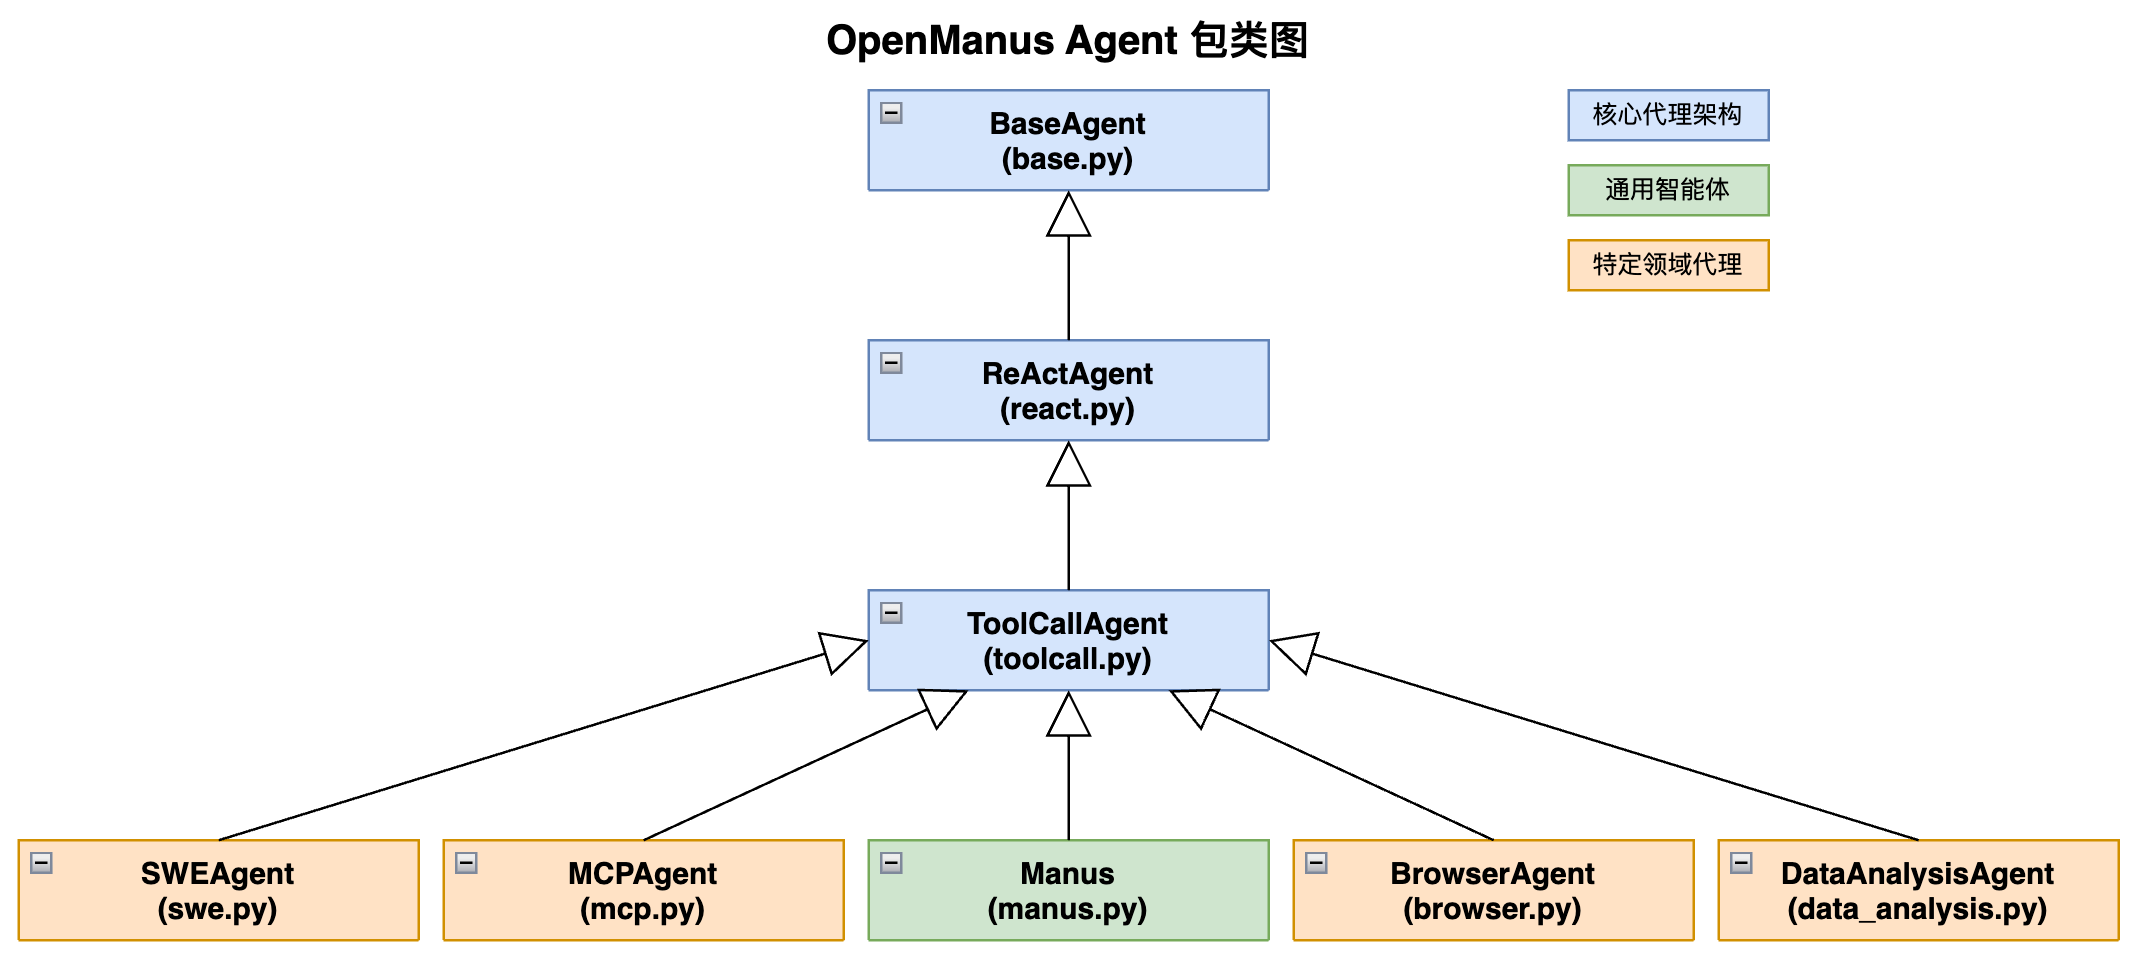 OpenManus Agent 包类图
BaseAgent
(base.py)
核心代理架构
通用智能体
特定领域代理
ReActAgent
(react.py)
ToolCallAgent
(toolcall.py)
SWEAgent
(swe.py)
MCPAgent
(mcp.py)
Manus
(manus.py)
BrowserAgent
(browser.py)
DataAnalysisAgent
(data_analysis.py)